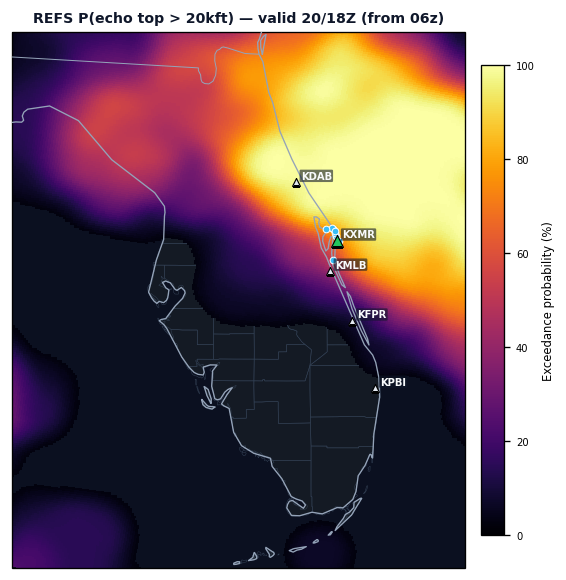 REFS P(echo top > 20kft) — valid 20/18Z (from 06z)
KDAB
KXMR
KMLB
KFPR
KPBI
100
80
60
40
20
0
Exceedance probability (%)